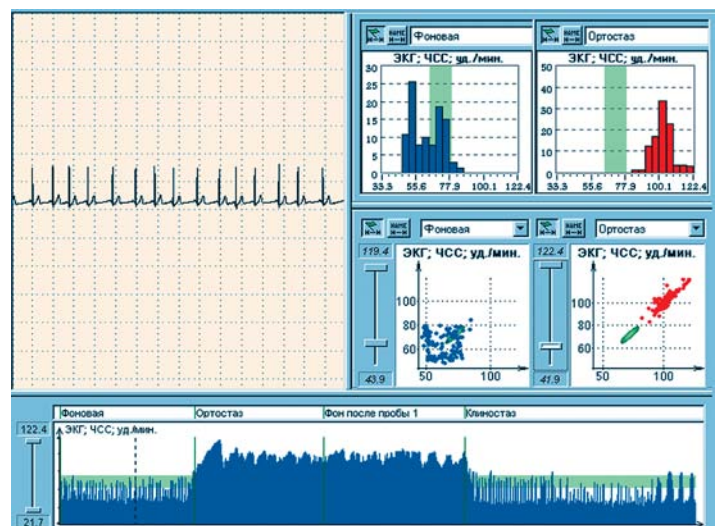 NAME
Н--Н
Фоновая
NAME
Н--Н
Ортостаз
ЭКГ; ЧСС; уд./мин.
30
25
20
15
10
5
0
33.3 55.6 77.9 100.1 122.4
ЭКГ; ЧСС; уд./мин.
50
40
30
20
10
0
33.3 55.6 77.9 100.1 122.4
NAME
Н--Н
Фоновая
NAME
Н--Н
Ортостаз
119.4
43.9
ЭКГ; ЧСС; уд./мин.
100
80
60
50 100
122.4
41.9
ЭКГ; ЧСС; уд./мин.
100
80
60
50 100
Фоновая Ортостаз Фон после пробы 1 Клиностаз
122.4
ЭКГ; ЧСС; уд./мин.
21.7